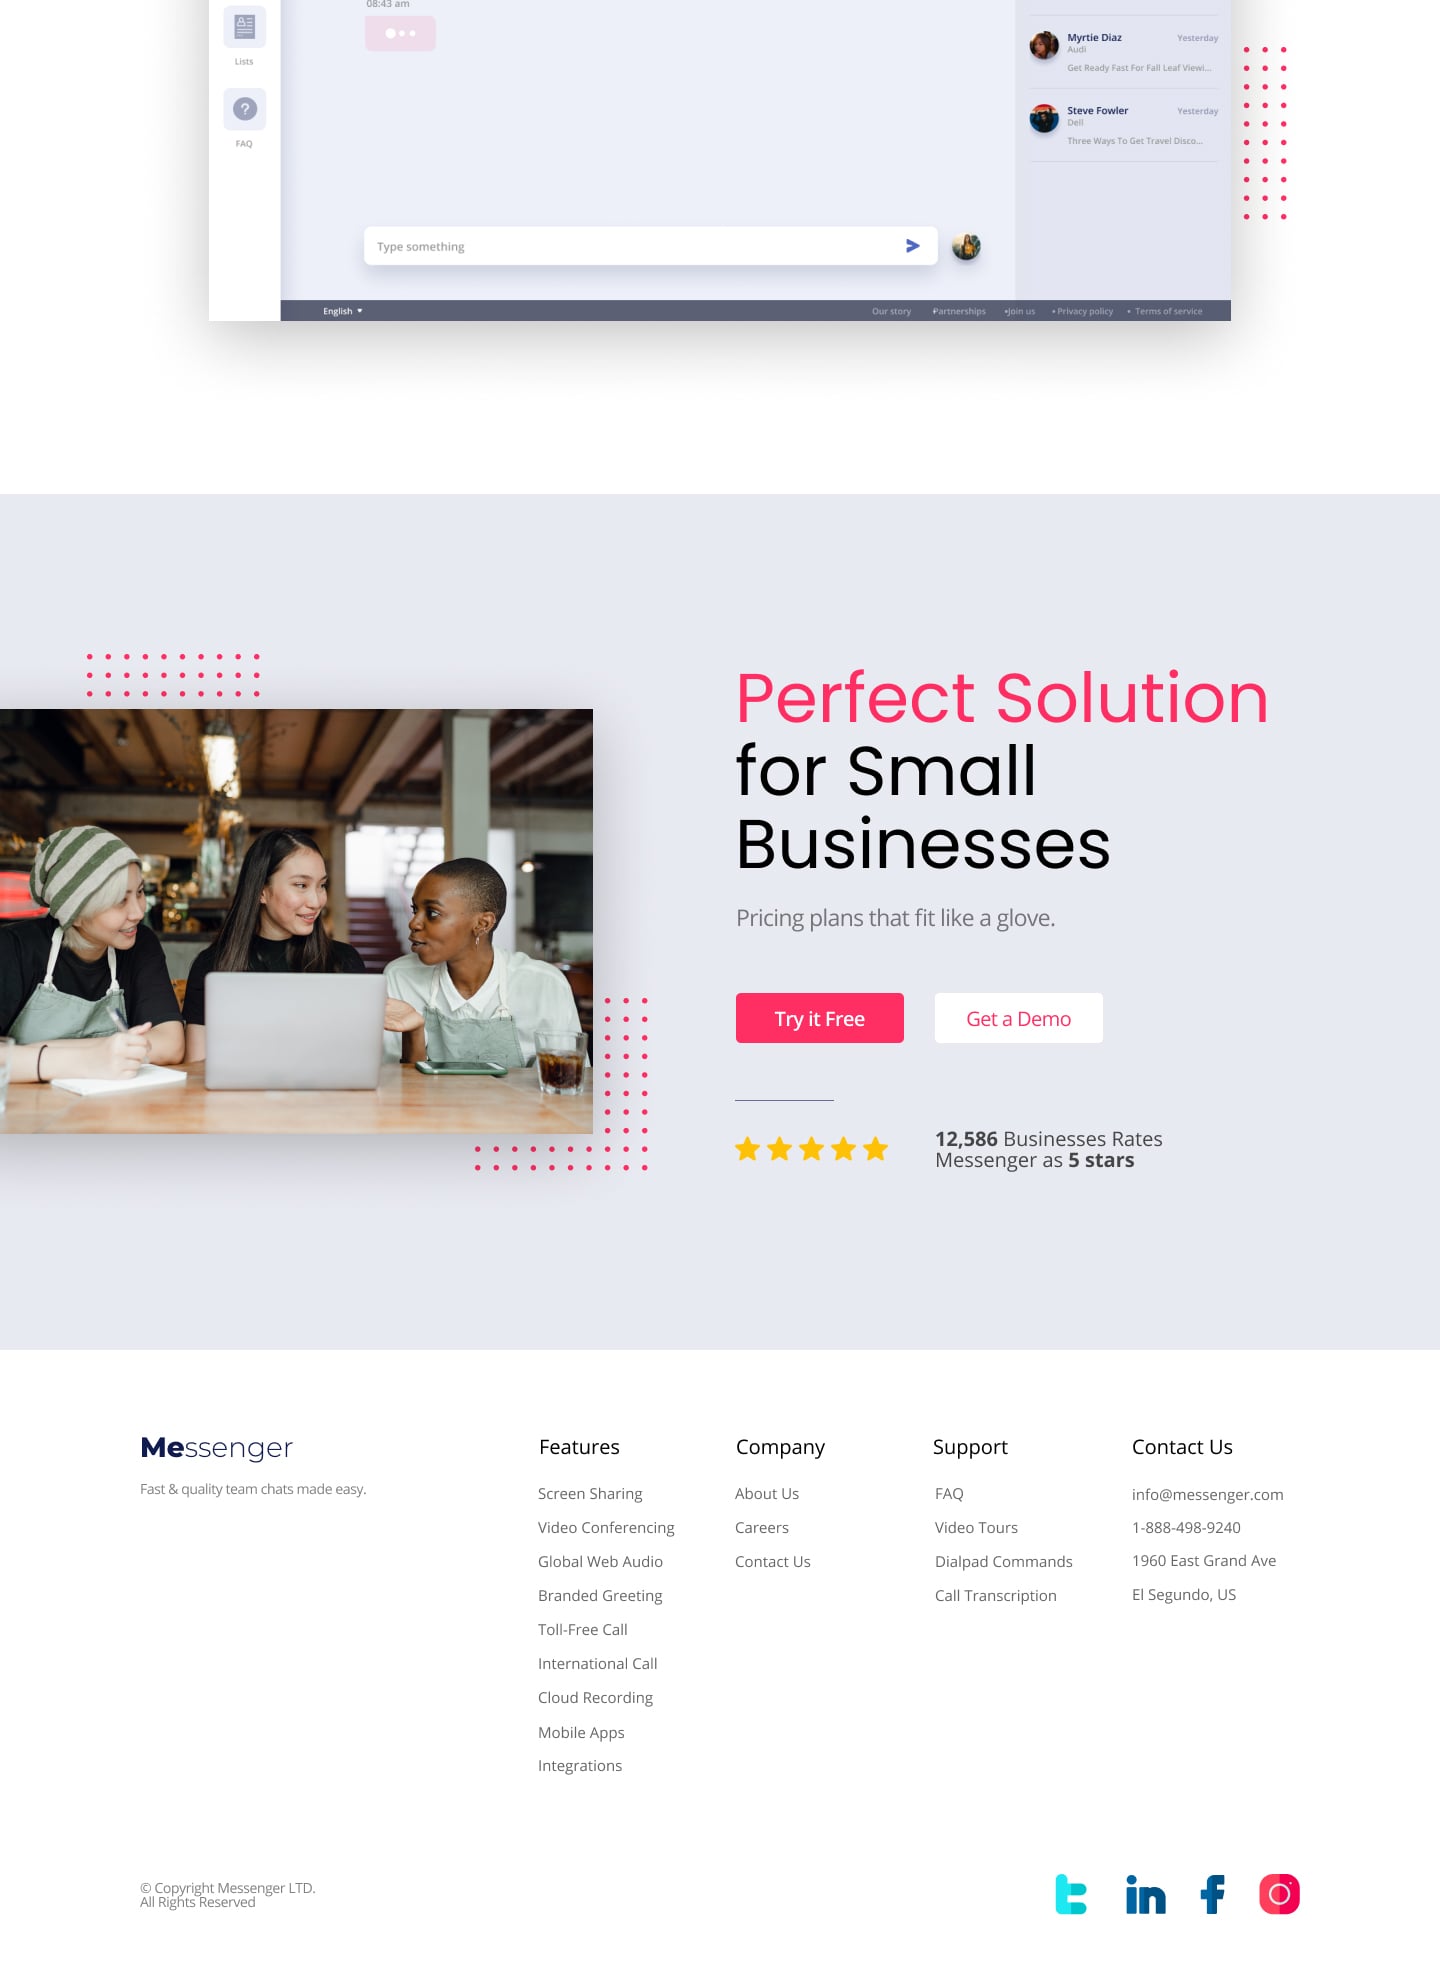 08:43 am
Lists
FAQ
Myrtie Diaz
Yesterday
Audi
Get Ready Fast For Fall Leaf Viewi...
Steve Fowler
Yesterday
Dell
Three Ways To Get Travel Disco...
Type something
English
Our story • Partnerships • Join us • Privacy policy • Terms of service
Perfect Solution
for Small
Businesses
Pricing plans that fit like a glove.
Try it Free
Get a Demo
12,586 Businesses Rates
Messenger as 5 stars
Messenger
Fast & quality team chats made easy.
Features
Screen Sharing
Video Conferencing
Global Web Audio
Branded Greeting
Toll-Free Call
International Call
Cloud Recording
Mobile Apps
Integrations
Company
About Us
Careers
Contact Us
Support
FAQ
Video Tours
Dialpad Commands
Call Transcription
Contact Us
info@messenger.com
1-888-498-9240
1960 East Grand Ave
El Segundo, US
© Copyright Messenger LTD.
All Rights Reserved